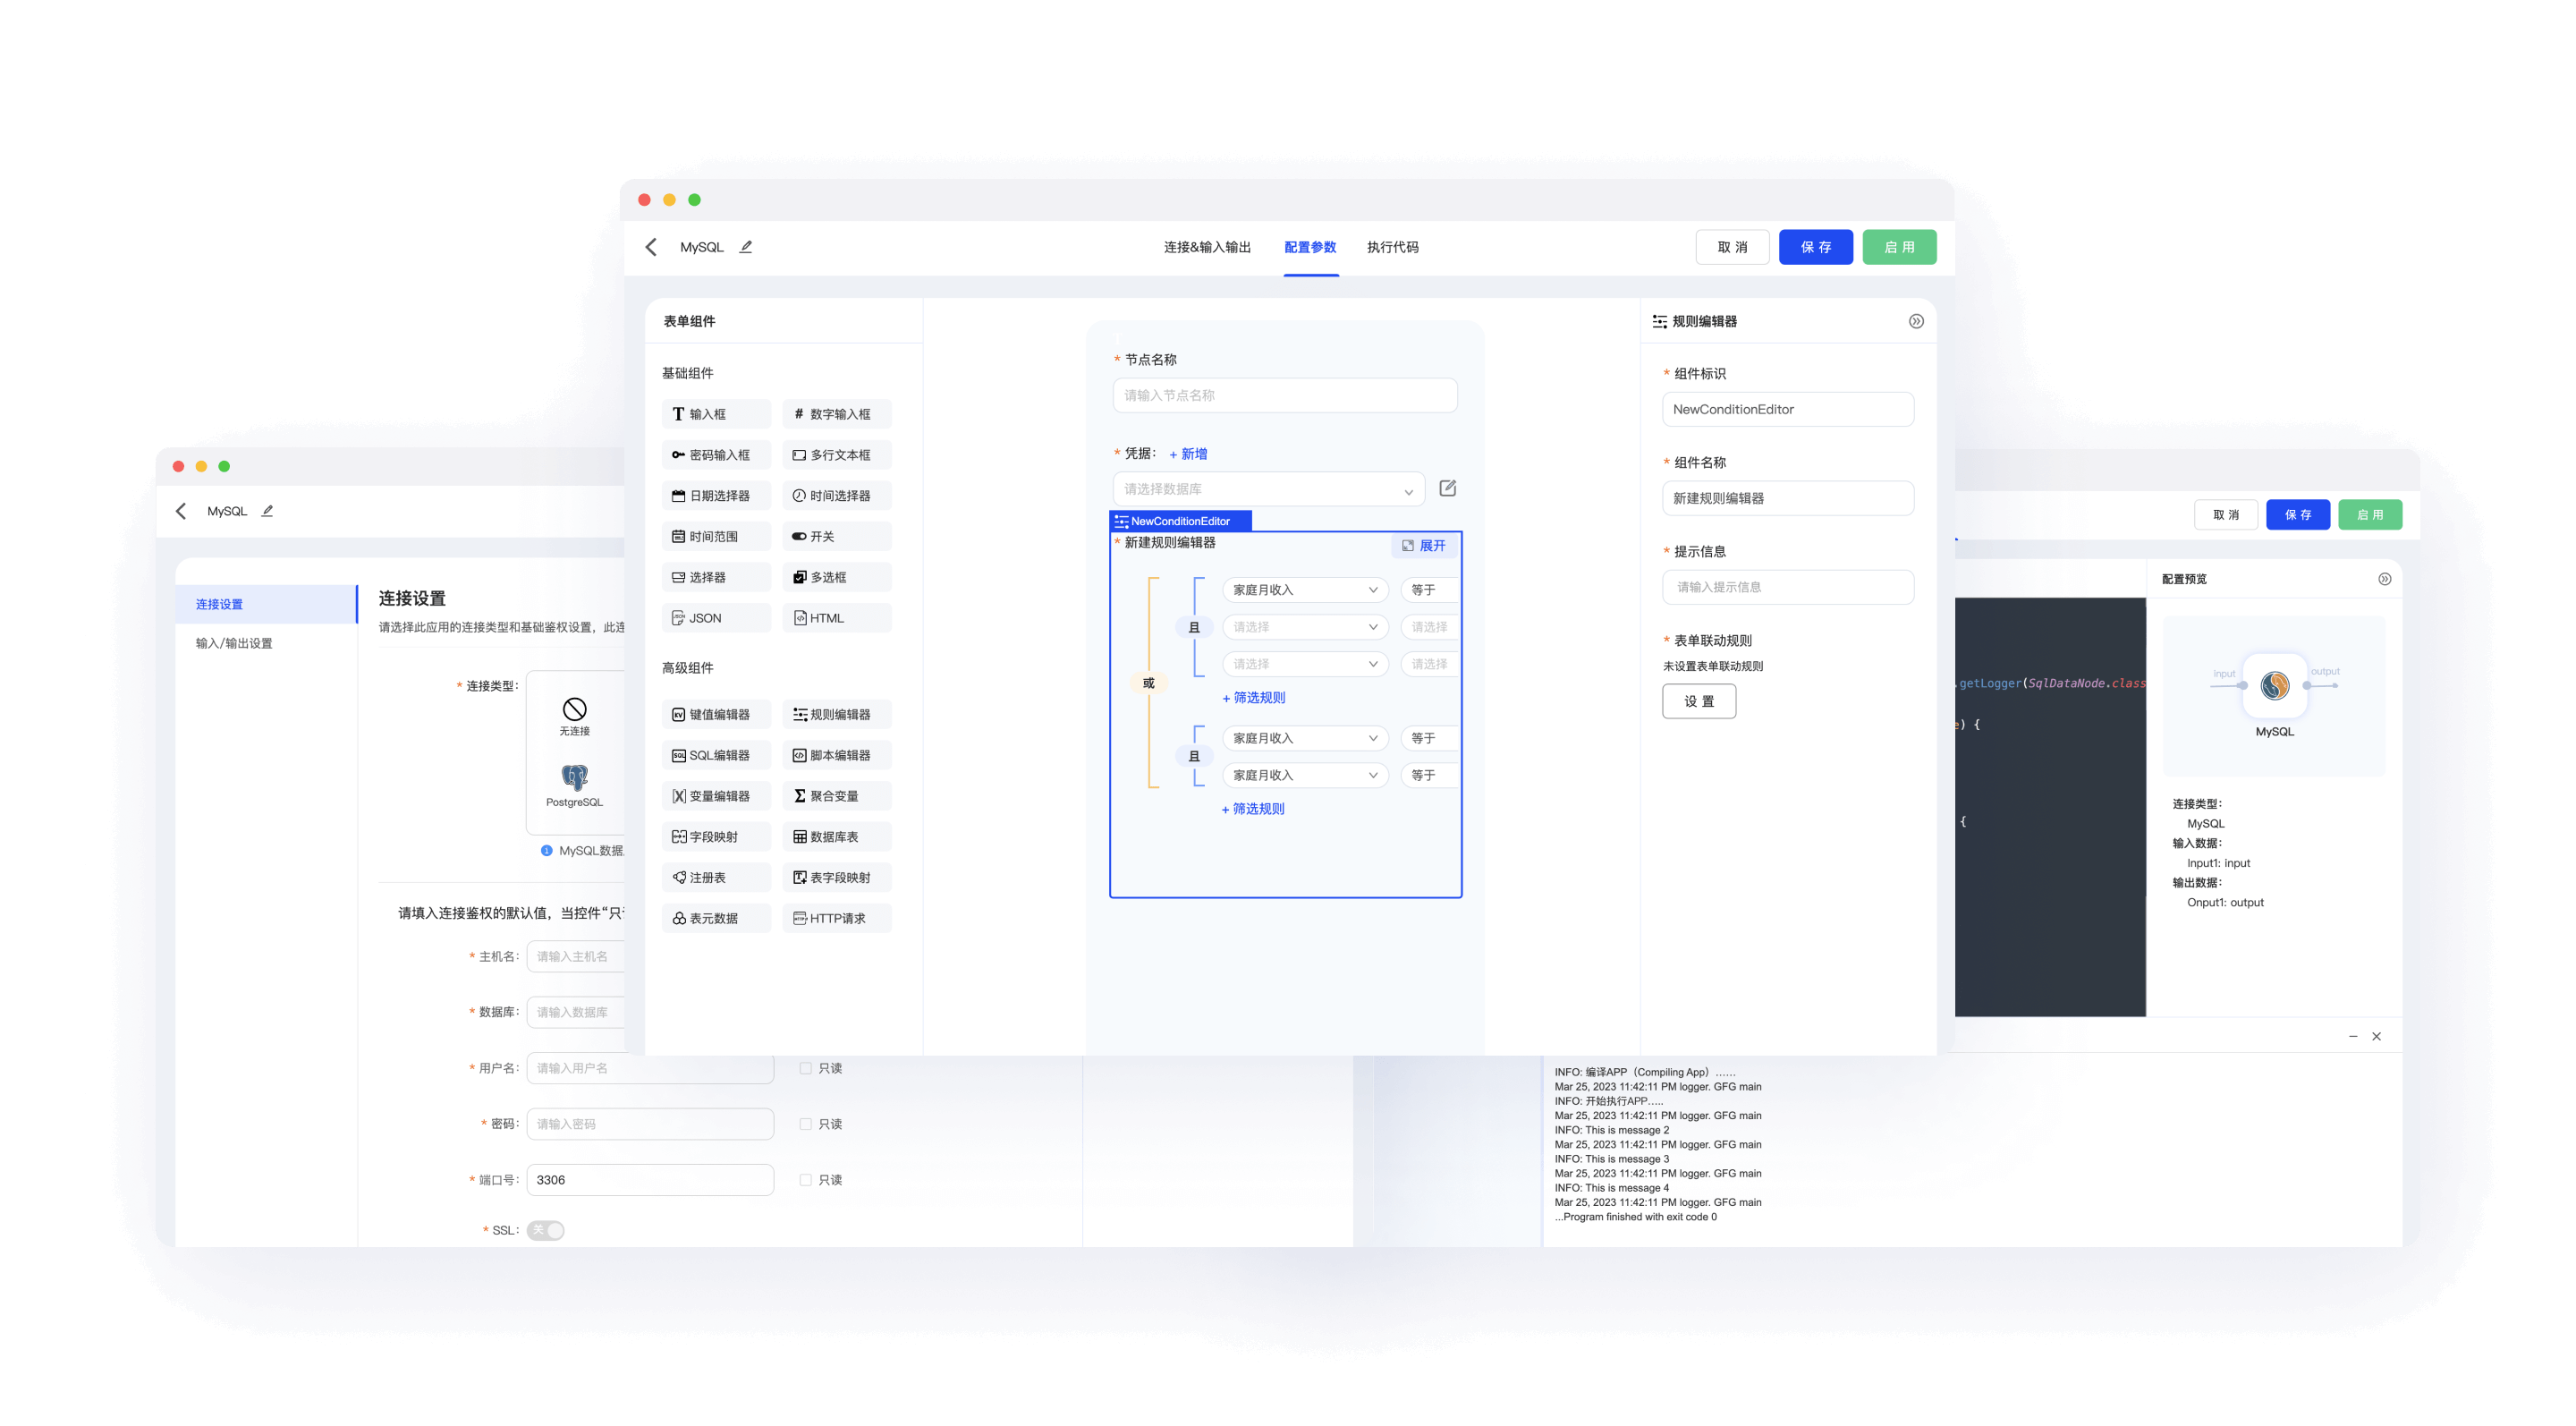 MySQL
连接&输入输出
配置参数
执行代码
取 消
保 存
启 用
表单组件
基础组件
输入框
数字输入框
密码输入框
多行文本框
日期选择器
时间选择器
时间范围
开关
选择器
多选框
JSON
HTML
高级组件
键值编辑器
规则编辑器
SQL编辑器
脚本编辑器
变量编辑器
聚合变量
字段映射
数据库表
注册表
表字段映射
表元数据
HTTP请求
* 节点名称
请输入节点名称
* 凭据： + 新增
请选择数据库
NewConditionEditor
* 新建规则编辑器
展开
或
且
家庭月收入
等于
请选择
请选择
请选择
请选择
+ 筛选规则
且
家庭月收入
等于
家庭月收入
等于
+ 筛选规则
规则编辑器
* 组件标识
NewConditionEditor
* 组件名称
新建规则编辑器
* 提示信息
请输入提示信息
* 表单联动规则
未设置表单联动规则
设 置
MySQL
连接设置
输入/输出设置
连接设置
请选择此应用的连接类型和基础鉴权设置，此连
* 连接类型：
无连接
PostgreSQL
MySQL数据
请填入连接鉴权的默认值，当控件“只
* 主机名：
请输入主机名
* 数据库：
请输入数据库
* 用户名：
请输入用户名
只读
* 密码：
请输入密码
只读
* 端口号：
3306
只读
* SSL：
关
取 消
保 存
启 用
.getLogger(SqlDataNode.class
) {
{
配置预览
input
output
MySQL
连接类型：
MySQL
输入数据：
Input1: input
输出数据：
Onput1: output
INFO: 编译APP（Compiling App）……
Mar 25, 2023 11:42:11 PM logger. GFG main
INFO: 开始执行APP…..
Mar 25, 2023 11:42:11 PM logger. GFG main
INFO: This is message 2
Mar 25, 2023 11:42:11 PM logger. GFG main
INFO: This is message 3
Mar 25, 2023 11:42:11 PM logger. GFG main
INFO: This is message 4
Mar 25, 2023 11:42:11 PM logger. GFG main
...Program finished with exit code 0